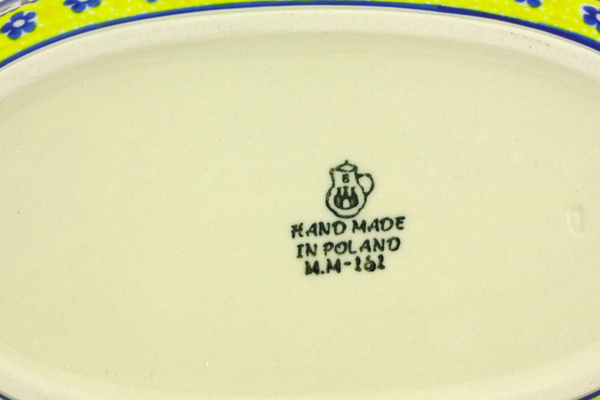 B
HAND MADE
IN POLAND
M.M-161